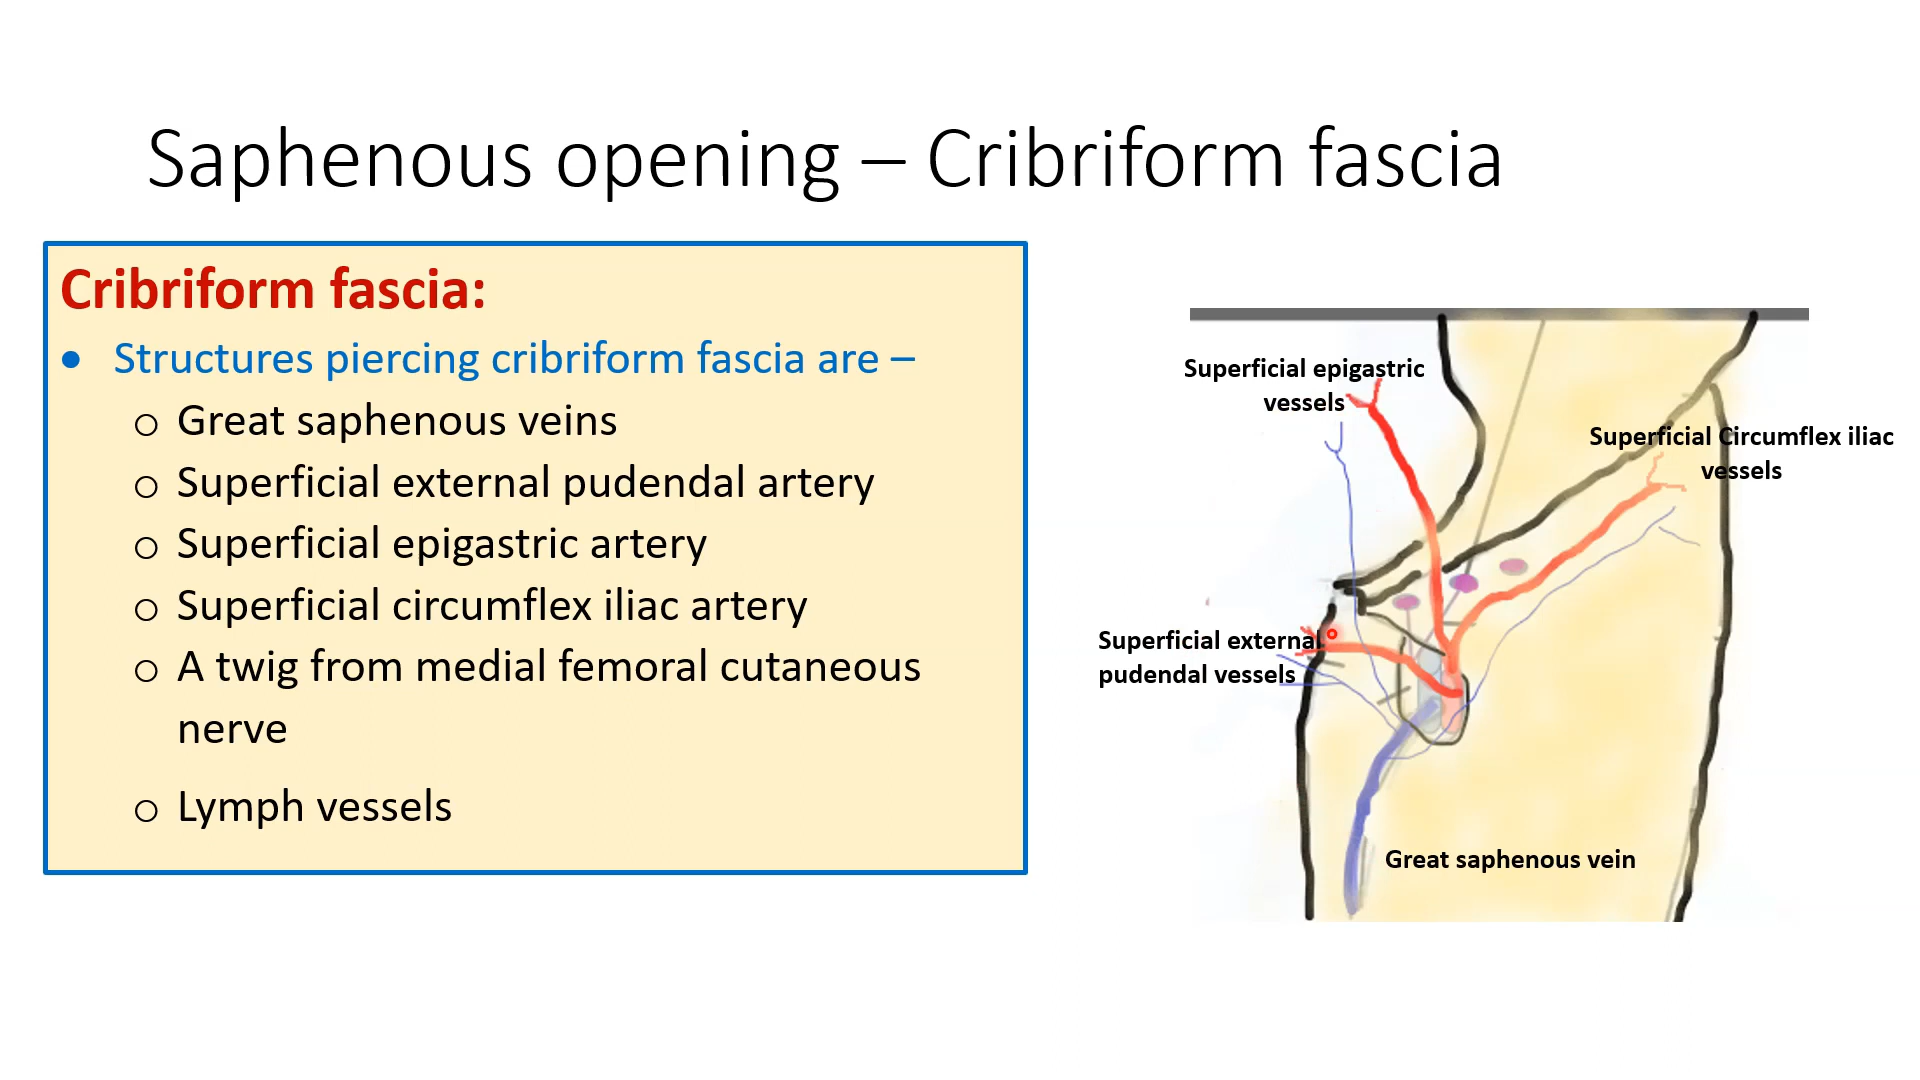 Saphenous opening – Cribriform fascia
Cribriform fascia:
● Structures piercing cribriform fascia are –
o Great saphenous veins
o Superficial external pudendal artery
o Superficial epigastric artery
o Superficial circumflex iliac artery
o A twig from medial femoral cutaneous
nerve
o Lymph vessels
Superficial epigastric
vessels
Superficial Circumflex iliac
vessels
Superficial external
pudendal vessels
Great saphenous vein